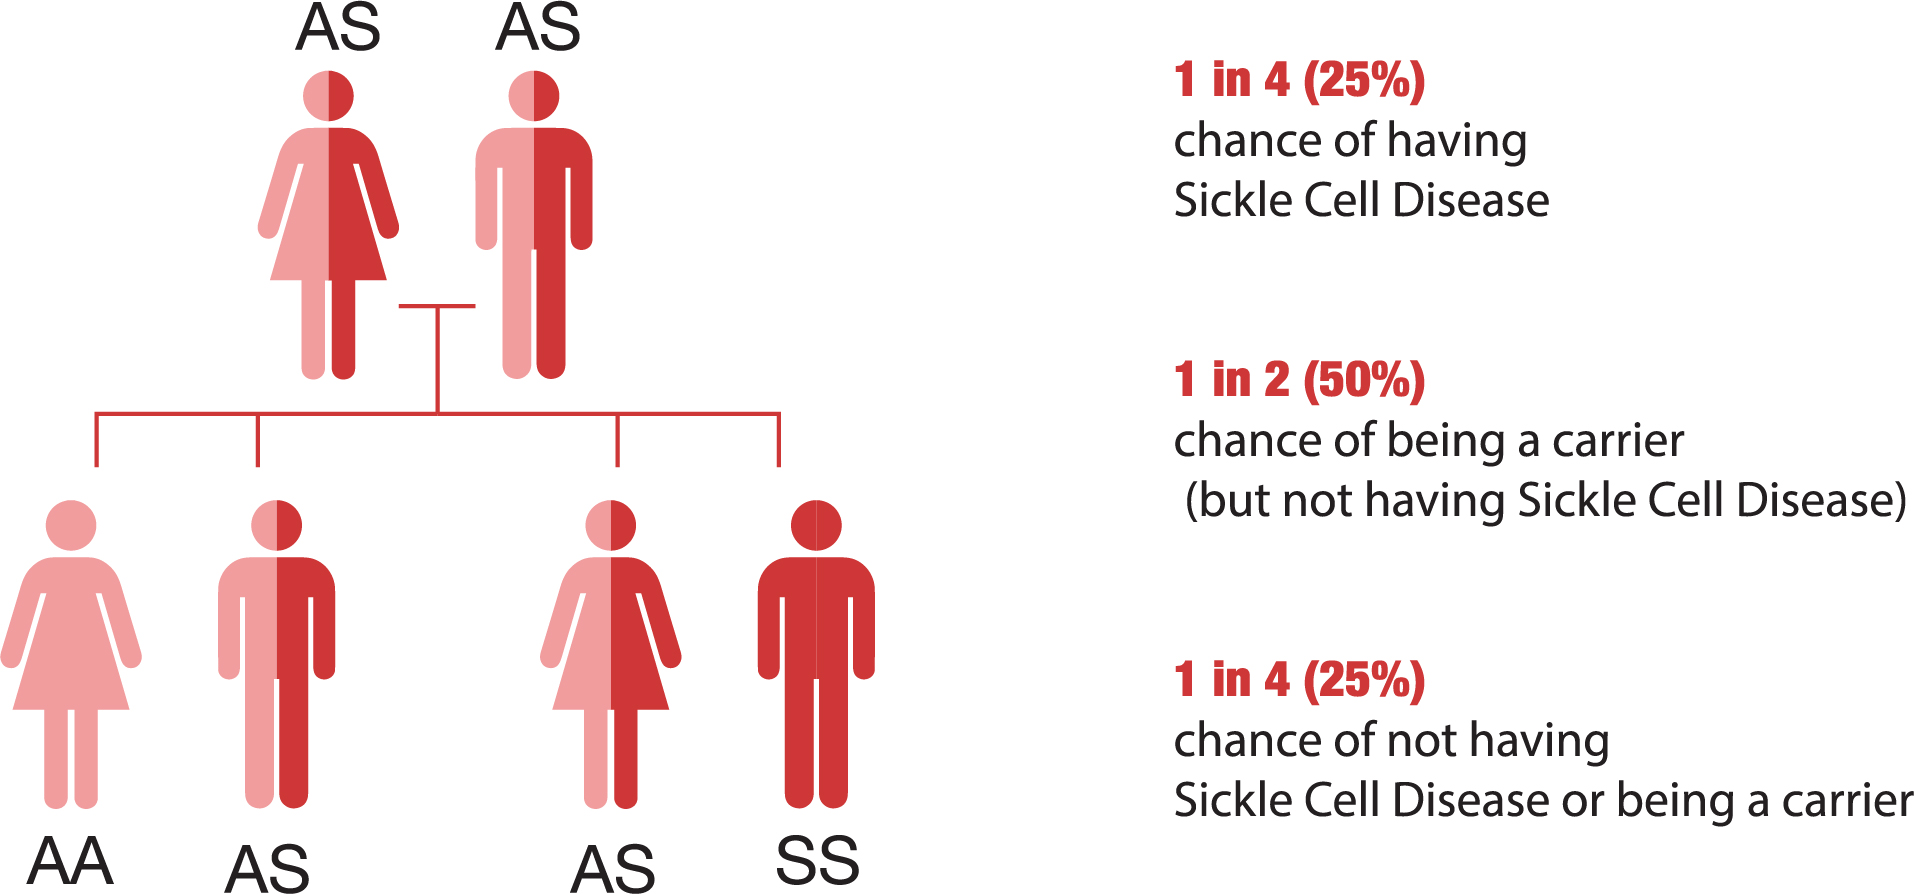 AS AS
1 in 4 (25%)
chance of having
Sickle Cell Disease
1 in 2 (50%)
chance of being a carrier
(but not having Sickle Cell Disease)
1 in 4 (25%)
chance of not having
Sickle Cell Disease or being a carrier
AA AS AS SS